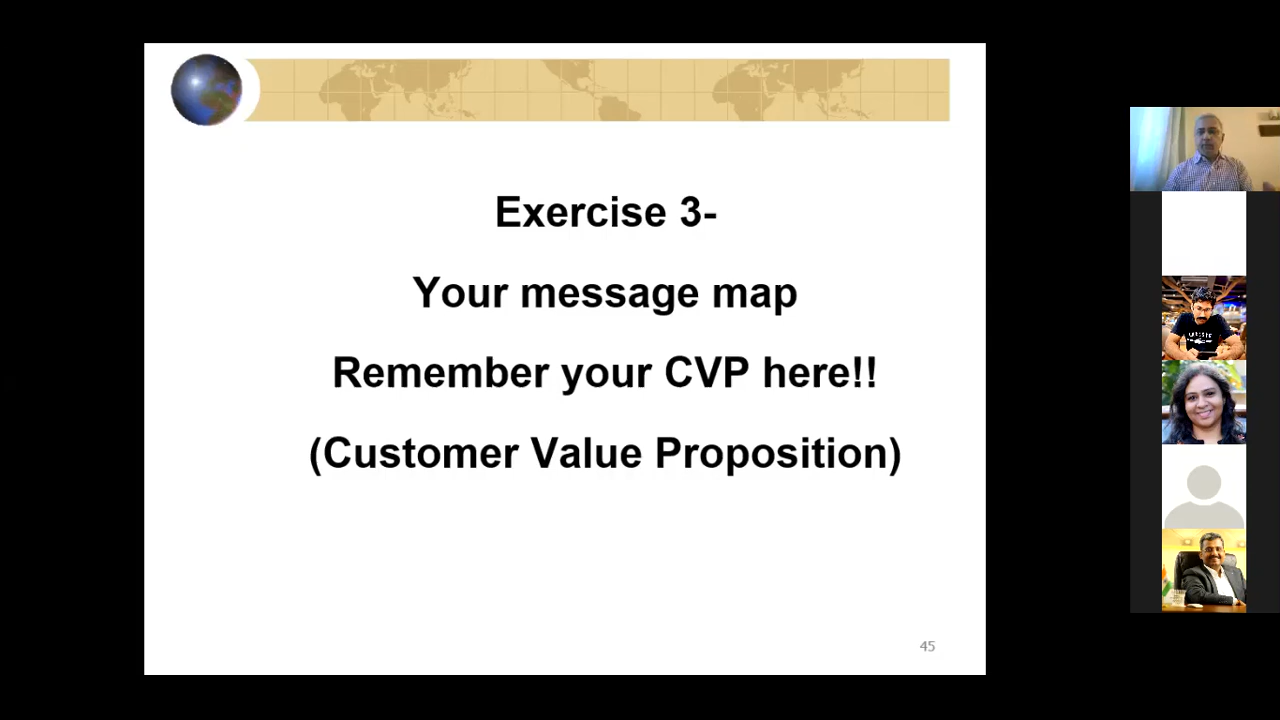 Exercise 3-
Your message map
Remember your CVP here!!
(Customer Value Proposition)
45